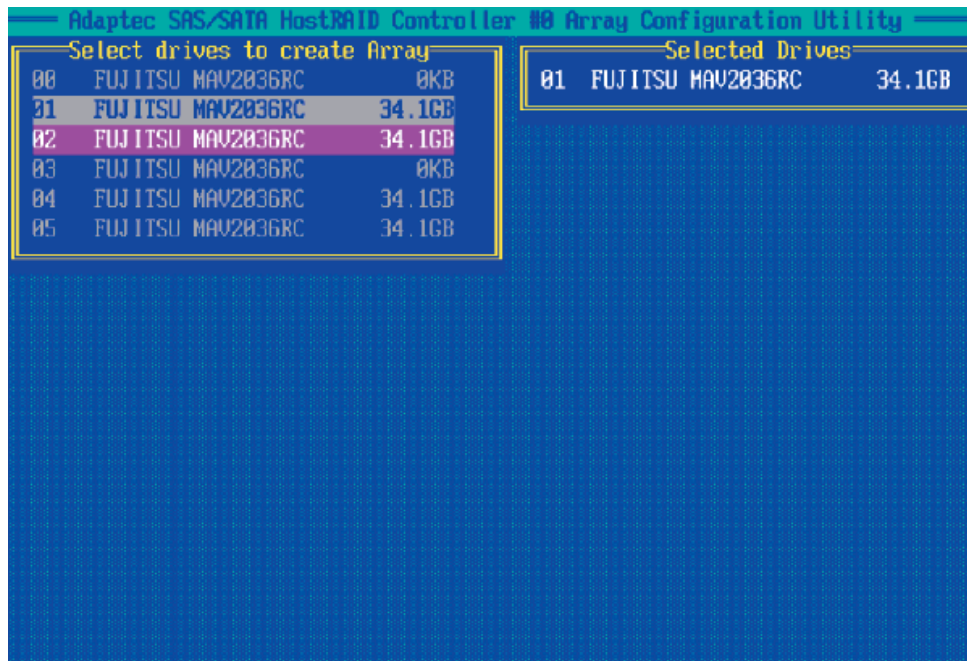 Adaptec SAS/SATA HostRAID Controller #0 Array Configuration Utility
Select drives to create Array
00 FUJITSU MAV2036RC 0KB
01 FUJITSU MAV2036RC 34.1GB
02 FUJITSU MAV2036RC 34.1GB
03 FUJITSU MAV2036RC 0KB
04 FUJITSU MAV2036RC 34.1GB
05 FUJITSU MAV2036RC 34.1GB
Selected Drives
01 FUJITSU MAV2036RC 34.1GB